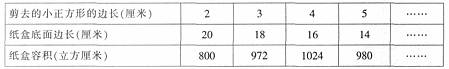 剪去的小正方形的边长(厘米) 2 3 4 5 ……
纸盒底面边长(厘米) 20 18 16 14 ……
纸盒容积(立方厘米) 800 972 1024 980 ……